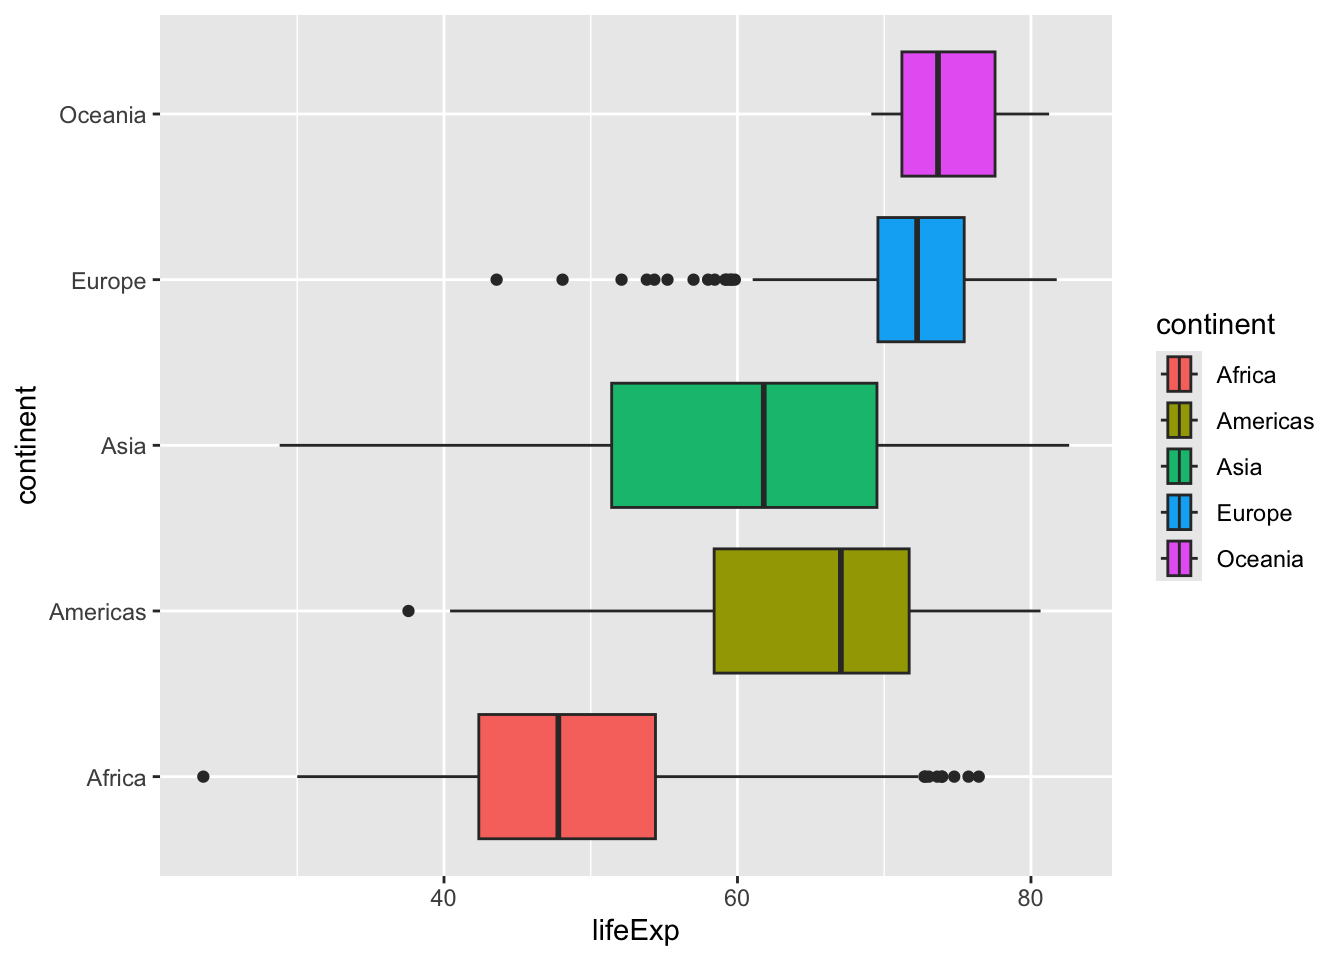 Oceania
Europe
Asia
Americas
Africa
continent
40 60 80
lifeExp
continent
Africa
Americas
Asia
Europe
Oceania